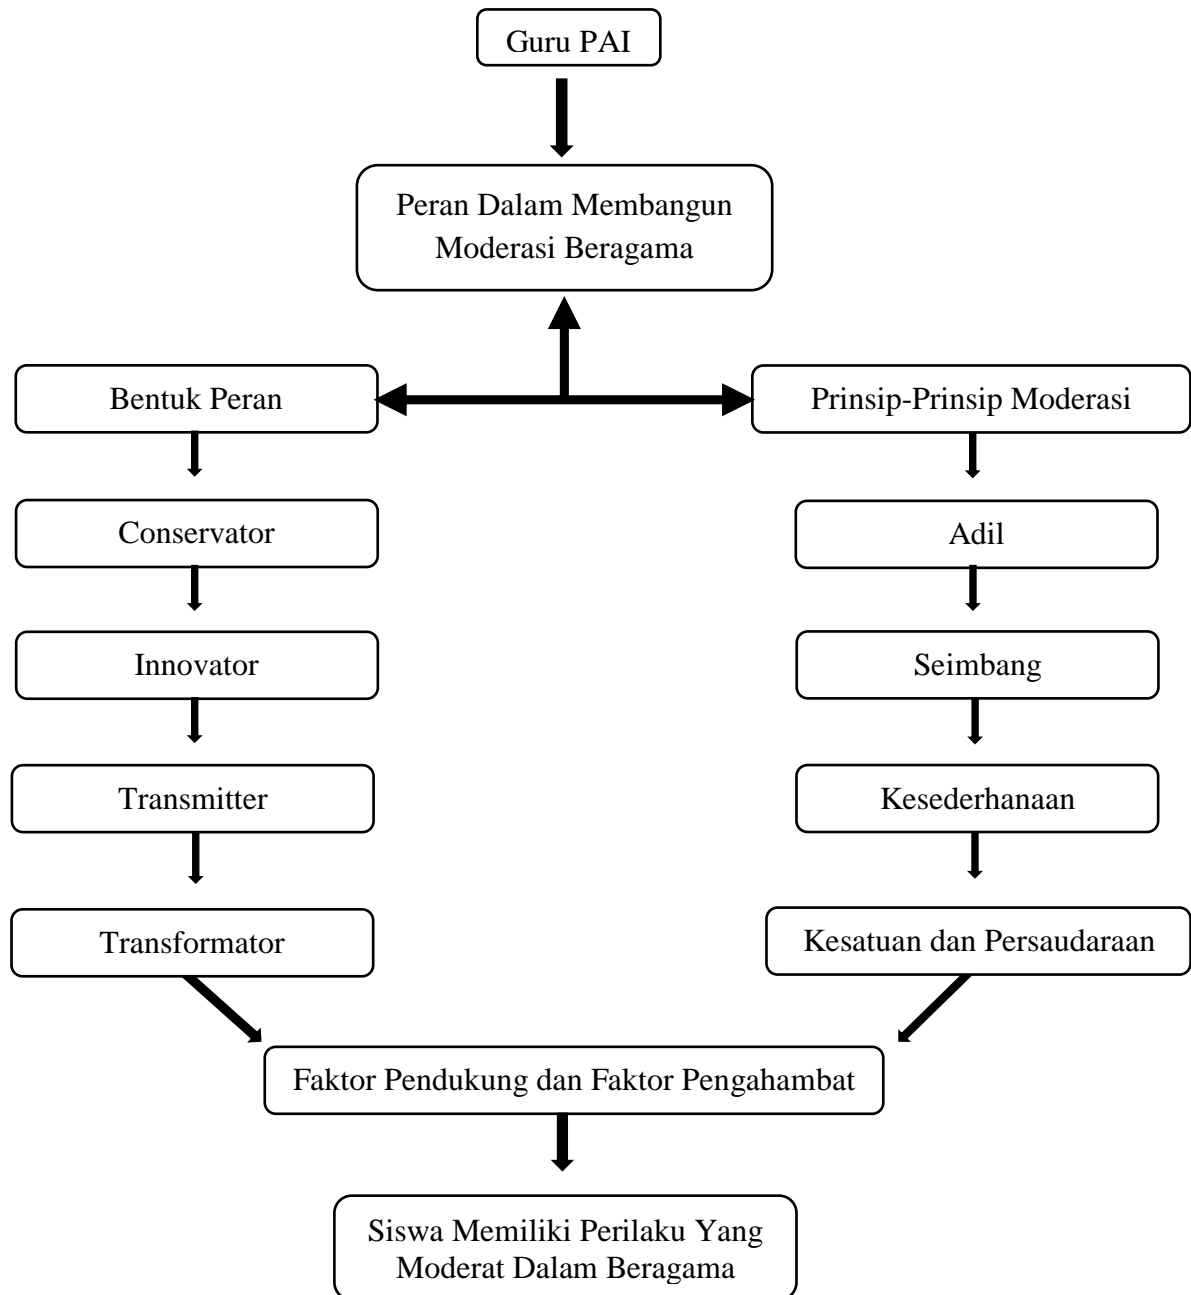 Guru PAI
Peran Dalam Membangun
Moderasi Beragama
Bentuk Peran
Prinsip-Prinsip Moderasi
Conservator
Adil
Innovator
Seimbang
Transmitter
Kesederhanaan
Transformator
Kesatuan dan Persaudaraan
Faktor Pendukung dan Faktor Pengahambat
Siswa Memiliki Perilaku Yang
Moderat Dalam Beragama